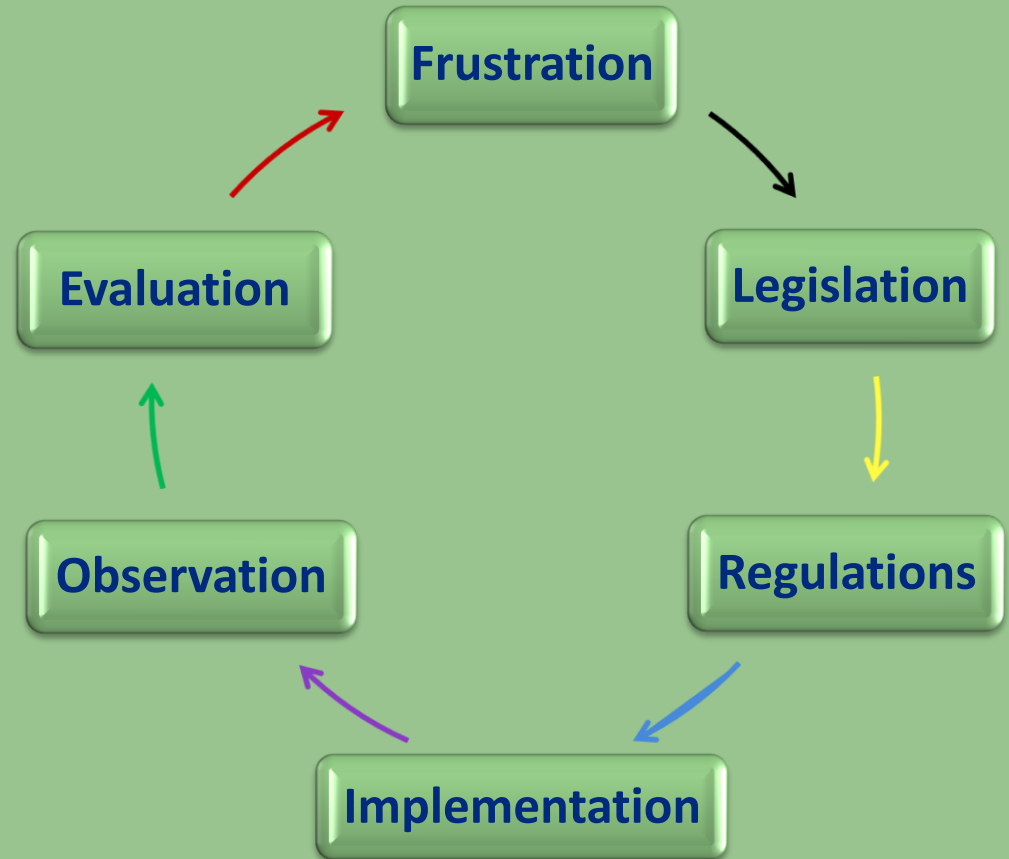 Frustration
Legislation
Regulations
Implementation
Observation
Evaluation